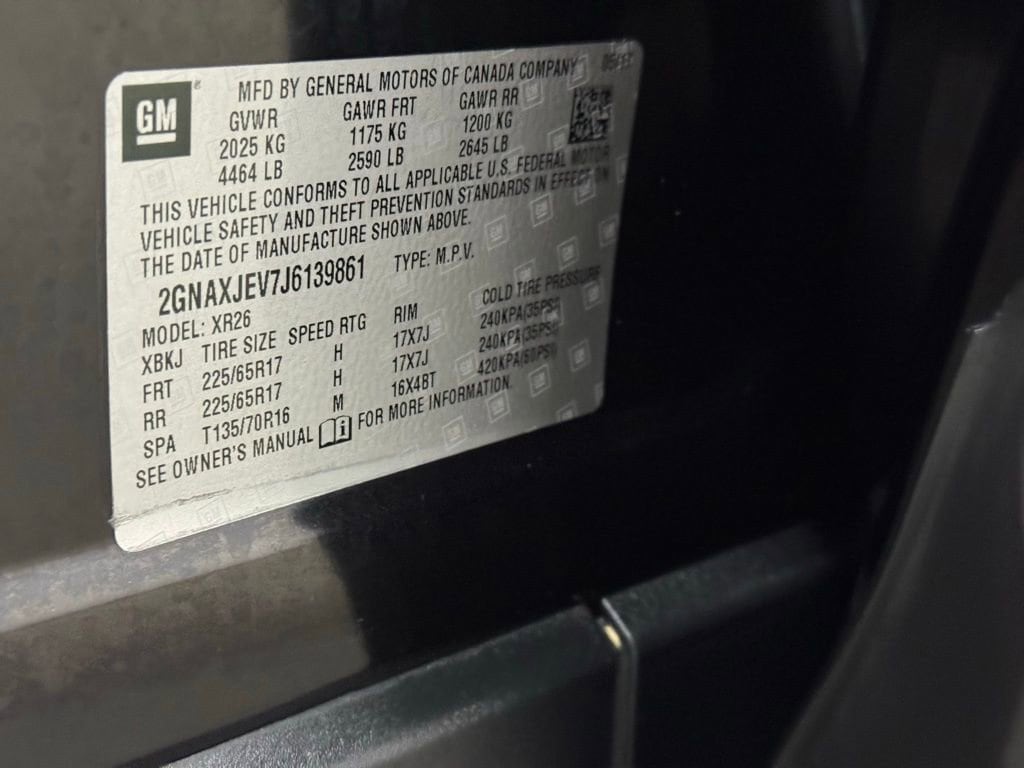 GM
MFD BY GENERAL MOTORS OF CANADA COMPANY
GVWR GAWR FRT GAWR RR
2025 KG 1175 KG 1200 KG
4464 LB 2590 LB 2645 LB
THIS VEHICLE CONFORMS TO ALL APPLICABLE U.S. FEDERAL MOTOR
VEHICLE SAFETY AND THEFT PREVENTION STANDARDS IN EFFECT ON
THE DATE OF MANUFACTURE SHOWN ABOVE.
2GNAXJEV7J6139861 TYPE: M.P.V.
MODEL: XR26
XBKJ TIRE SIZE SPEED RTG RIM COLD TIRE PRESSURE
FRT 225/65R17 H 17X7J 240KPA(35PSI)
RR 225/65R17 H 17X7J 240KPA(35PSI)
SPA T135/70R16 M 16X4BT 420KPA(60PSI)
SEE OWNER'S MANUAL FOR MORE INFORMATION.